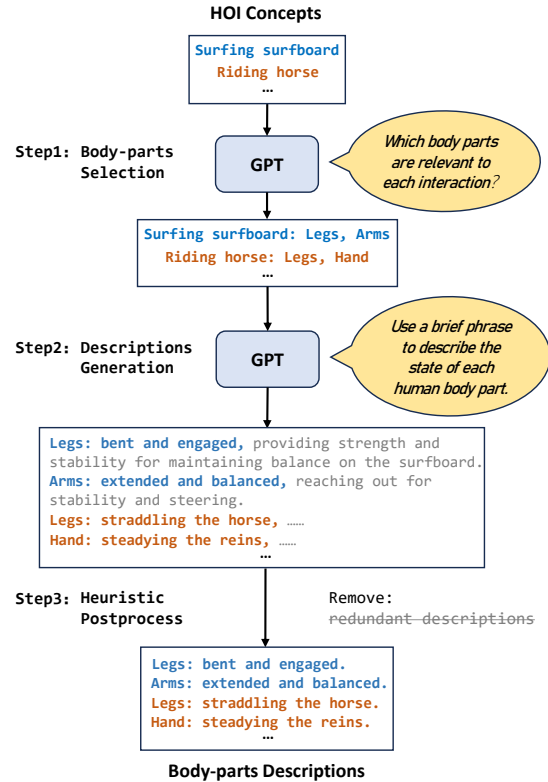 HOI Concepts
Surfing surfboard
Riding horse
…
Step1: Body-parts
Selection
GPT
Which body parts
are relevant to
each interaction?
Surfing surfboard: Legs, Arms
Riding horse: Legs, Hand
…
Step2: Descriptions
Generation
GPT
Use a brief phrase
to describe the
state of each
human body part.
Legs: bent and engaged, providing strength and
stability for maintaining balance on the surfboard.
Arms: extended and balanced, reaching out for
stability and steering.
Legs: straddling the horse, ……
Hand: steadying the reins, ……
…
Step3: Heuristic
Postprocess
Remove:
redundant descriptions
Legs: bent and engaged.
Arms: extended and balanced.
Legs: straddling the horse.
Hand: steadying the reins.
…
Body-parts Descriptions